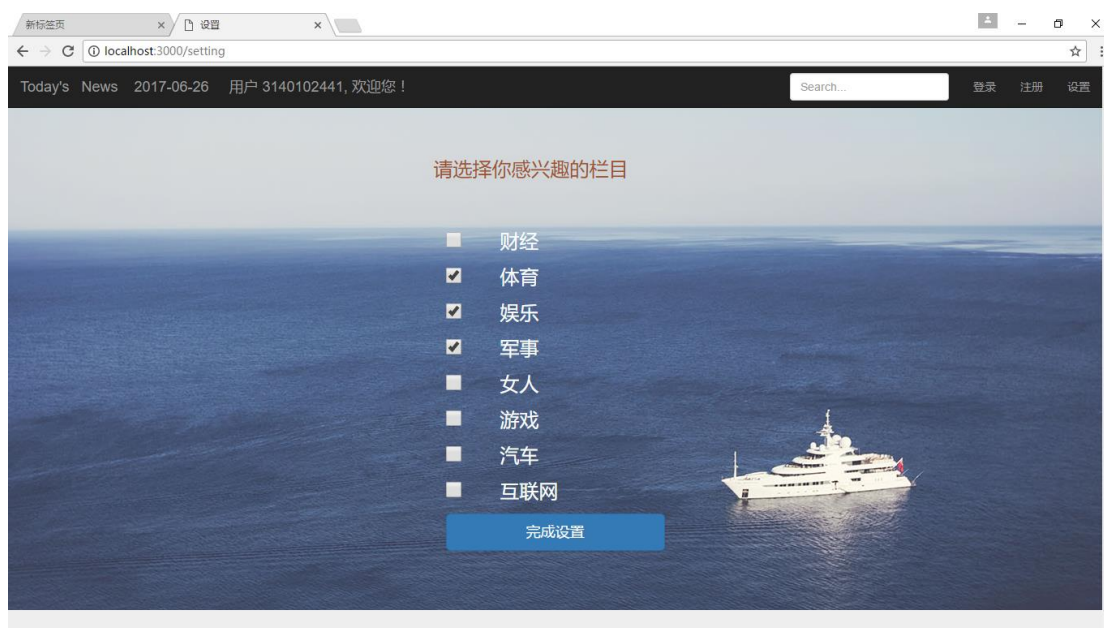 新标签页
设置
localhost:3000/setting
Today's News 2017-06-26 用户 3140102441, 欢迎您！
Search...
登录 注册 设置
请选择你感兴趣的栏目
财经
体育
娱乐
军事
女人
游戏
汽车
互联网
完成设置